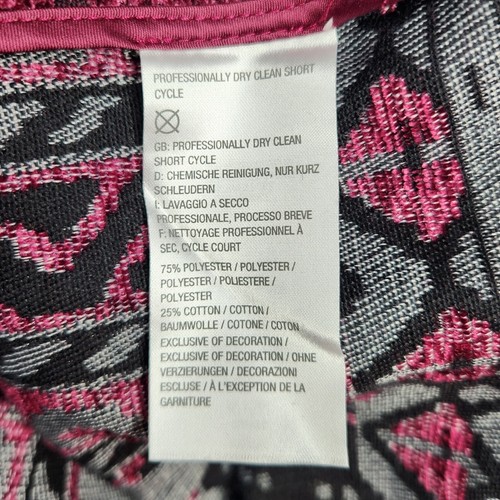 PROFESSIONALLY DRY CLEAN SHORT
CYCLE
GB: PROFESSIONALLY DRY CLEAN
SHORT CYCLE
D: CHEMISCHE REINIGUNG, NUR KURZ
SCHLEUDERN
I: LAVAGGIO A SECCO
PROFESSIONALE, PROCESSO BREVE
F: NETTOYAGE PROFESSIONNEL À
SEC, CYCLE COURT
75% POLYESTER / POLYESTER /
POLYESTER / POLIESTERE /
POLYESTER
25% COTTON / COTTON /
BAUMWOLLE / COTONE / COTON
EXCLUSIVE OF DECORATION /
EXCLUSIVE OF DECORATION / OHNE
VERZIERUNGEN / DECORAZIONI
ESCLUSE / À L'EXCEPTION DE LA
GARNITURE